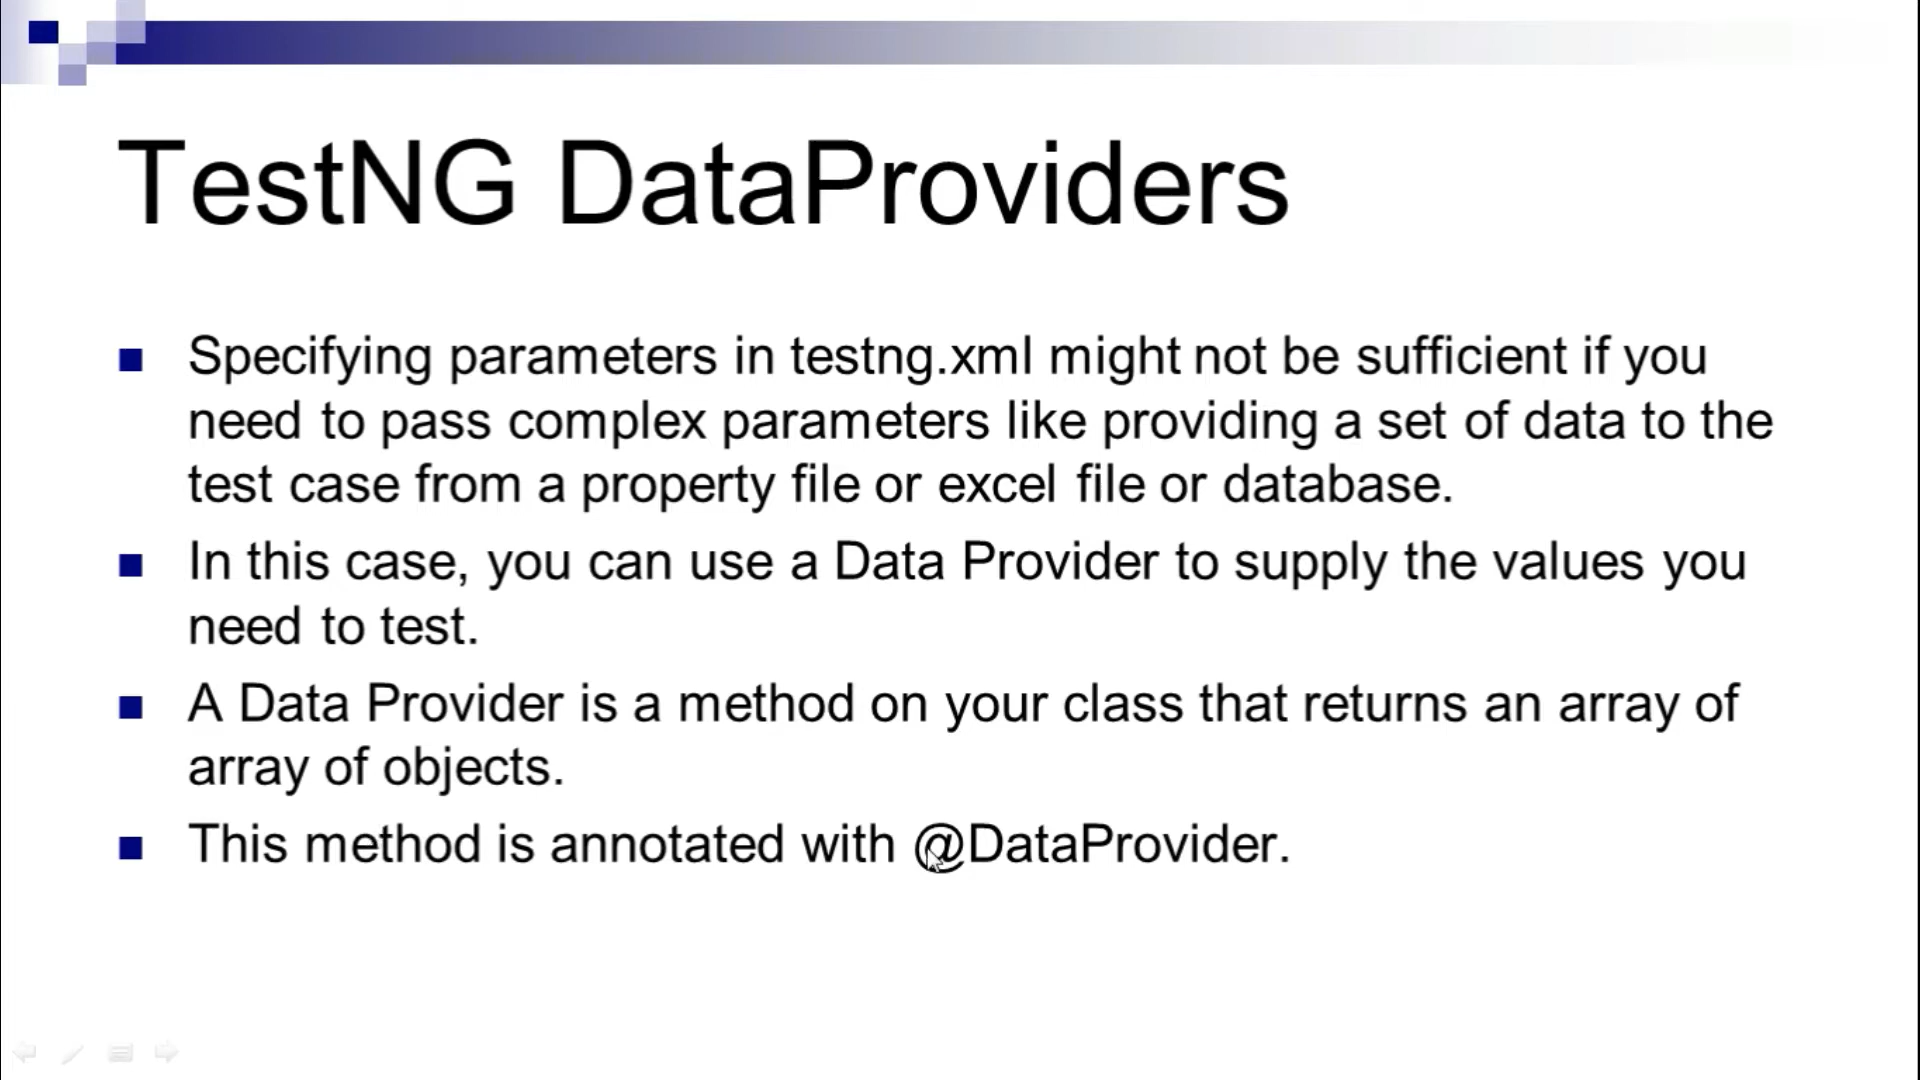 TestNG DataProviders
Specifying parameters in testng.xml might not be sufficient if you
need to pass complex parameters like providing a set of data to the
test case from a property file or excel file or database.
In this case, you can use a Data Provider to supply the values you
need to test.
A Data Provider is a method on your class that returns an array of
array of objects.
This method is annotated with @DataProvider.